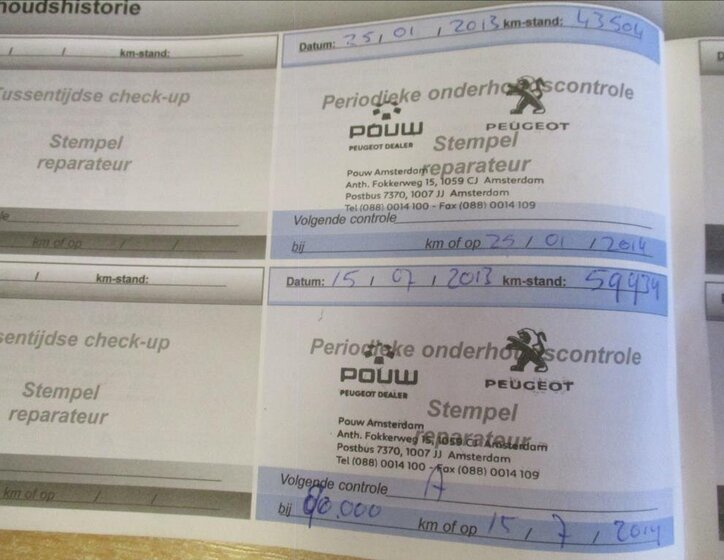 houdshistorie
/ / km-stand:
Tussentijdse check-up
Stempel
reparateur
km of op / /
Datum: 25 / 01 / 2013 km-stand: 43504
Periodieke onderhoudscontrole
POUW
PEUGEOT DEALER
PEUGEOT
Stempel
reparateur
Pouw Amsterdam
Anth. Fokkerweg 15, 1059 CJ Amsterdam
Postbus 7370, 1007 JJ Amsterdam
Tel (088) 0014 100 - Fax (088) 0014 109
Volgende controle
bij km of op 25 / 01 / 2014
/ km-stand:
ssentijdse check-up
Stempel
reparateur
km of op / /
Datum: 15 / 07 / 2013 km-stand: 59934
Periodieke onderhoudscontrole
POUW
PEUGEOT DEALER
PEUGEOT
Stempel
reparateur
Pouw Amsterdam
Anth. Fokkerweg 15, 1059 CJ Amsterdam
Postbus 7370, 1007 JJ Amsterdam
Tel (088) 0014 100 - Fax (088) 0014 109
Volgende controle A
bij 80.000 km of op 15 / 7 / 2014